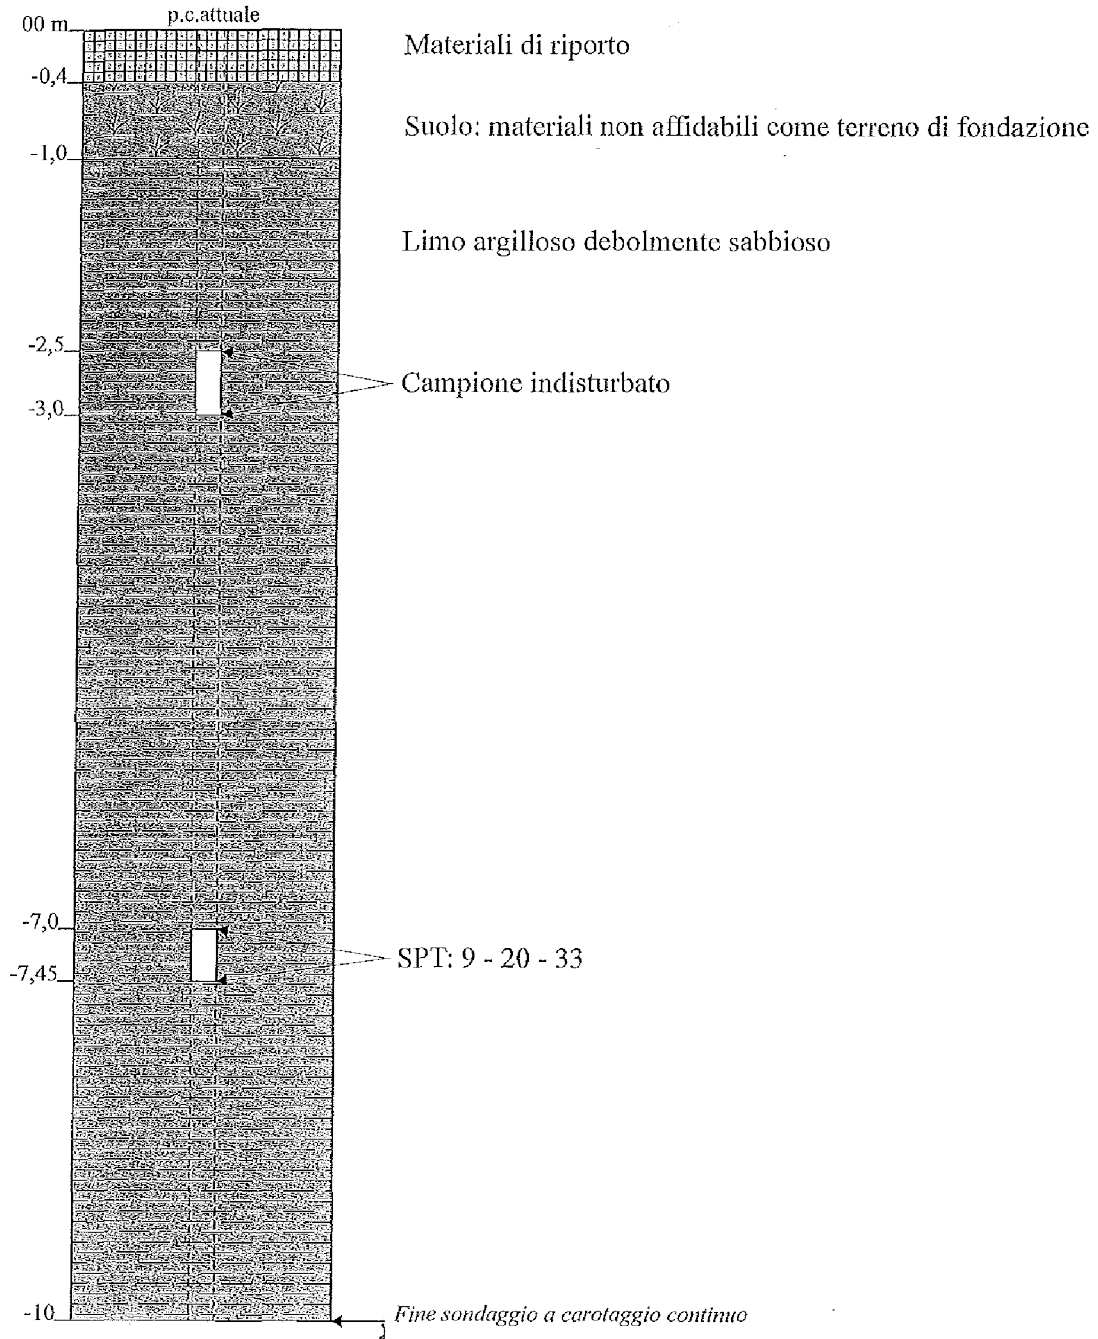 p.c.attuale
00 m
Materiali di riporto
-0,4
Suolo: materiali non affidabili come terreno di fondazione
-1,0
Limo argilloso debolmente sabbioso
-2,5
Campione indisturbato
-3,0
-7,0
SPT: 9 - 20 - 33
-7,45
-10
Fine sondaggio a carotaggio continuo